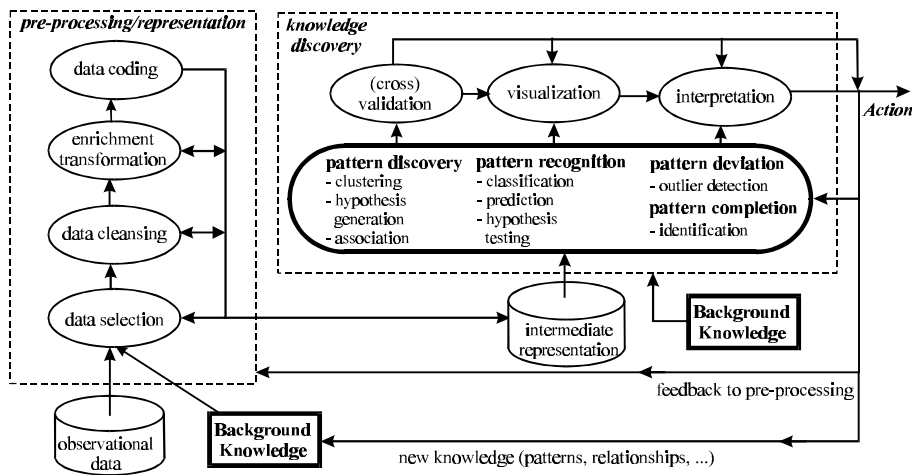 pre-processing/representation
data coding
enrichment
transformation
data cleansing
data selection
observational
data
Background
Knowledge
knowledge
discovery
(cross)
validation
visualization
interpretation
Action
pattern discovery
- clustering
- hypothesis
generation
- association
pattern recognition
- classification
- prediction
- hypothesis
testing
pattern deviation
- outlier detection
pattern completion
- identification
intermediate
representation
Background
Knowledge
feedback to pre-processing
new knowledge (patterns, relationships, ...)